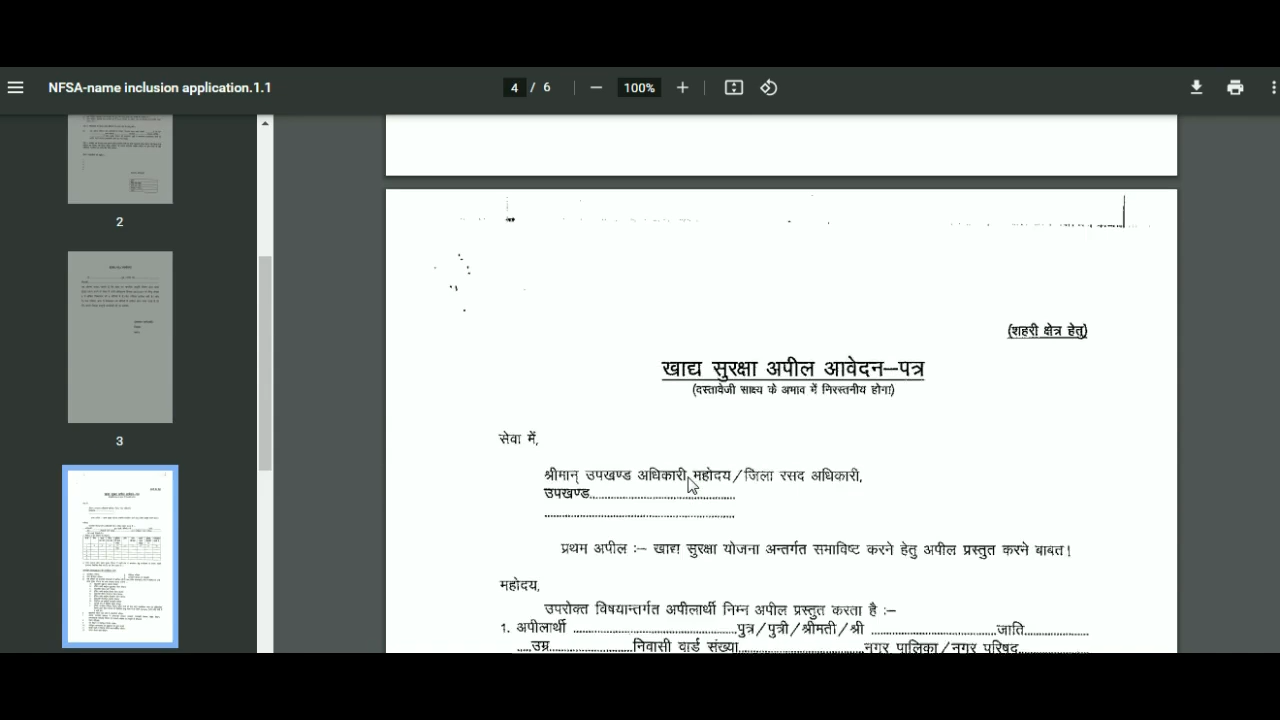 NFSA-name inclusion application.1.1
4 / 6
100%
2
3
(शहरी क्षेत्र हेतु)
खाद्य सुरक्षा अपील आवेदन–पत्र
(दस्तावेजी साक्ष्य के अभाव में निरस्तनीय होगा)
सेवा में,
श्रीमान् उपखण्ड अधिकारी महोदय/जिला रसद अधिकारी,
उपखण्ड..........................................
......................................................
प्रथम अपील :– खाद्य सुरक्षा योजना अन्तर्गत समाविष्ट करने हेतु अपील प्रस्तुत करने बाबत।
महोदय,
उपरोक्त विषयान्तर्गत अपीलार्थी निम्न अपील प्रस्तुत करता है :–
1. अपीलार्थी ..............................................पुत्र/पुत्री/श्रीमती/श्री ...................................जाति..................
.....उम्र........................निवासी वार्ड संख्या....................................नगर पालिका/नगर परिषद....................